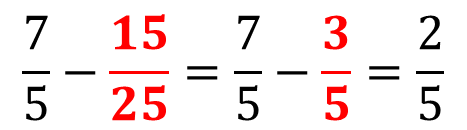 7/5 − 15/25 = 7/5 − 3/5 = 2/5